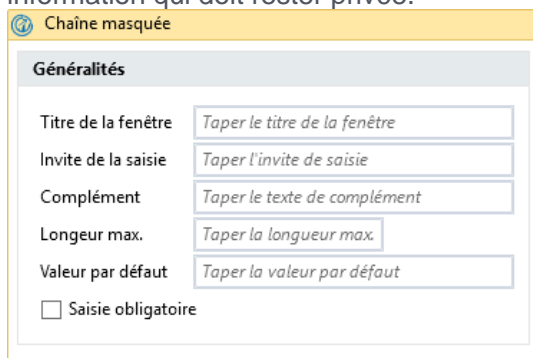 information qui doit rester privée.
Chaîne masquée
Généralités
Titre de la fenêtre Taper le titre de la fenêtre
Invite de la saisie Taper l'invite de saisie
Complément Taper le texte de complément
Longeur max. Taper la longueur max.
Valeur par défaut Taper la valeur par défaut
Saisie obligatoire